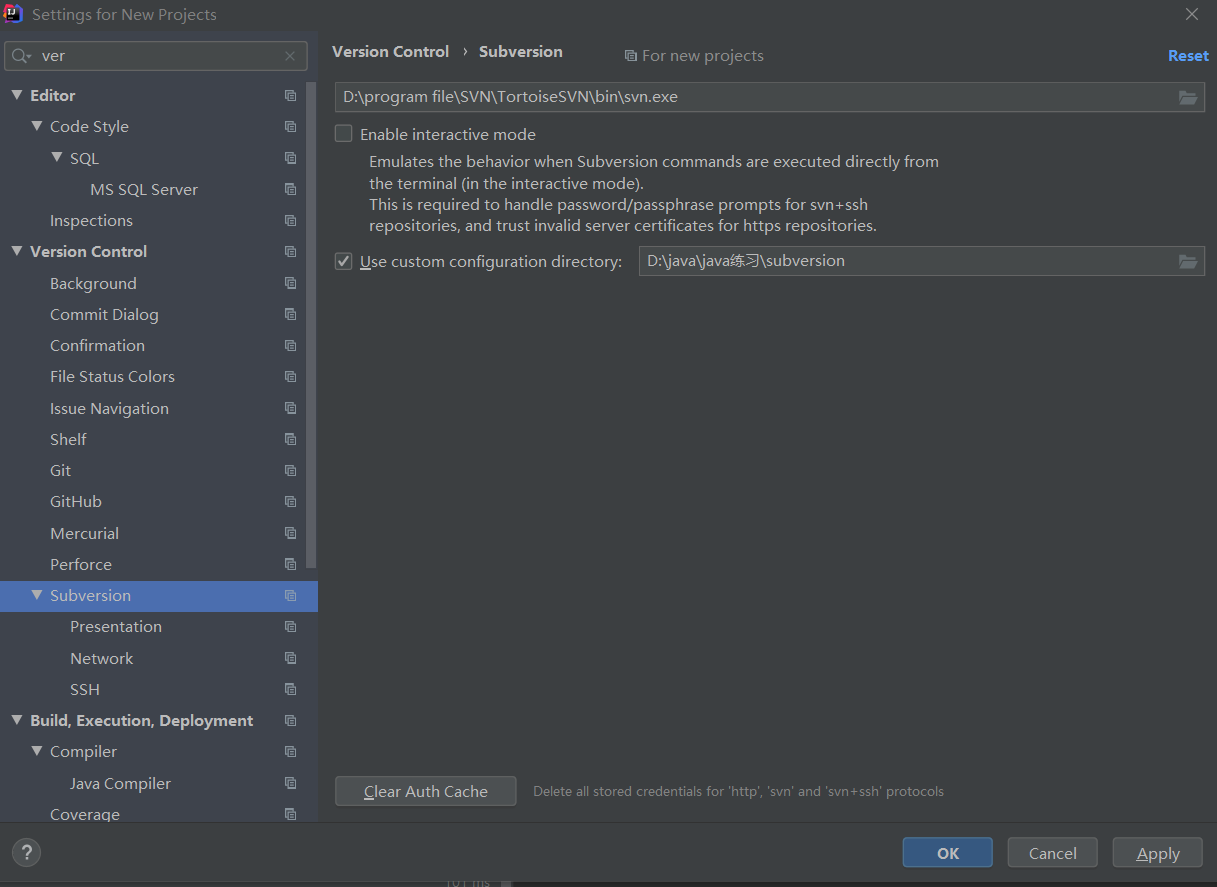 Settings for New Projects
ver
Editor
Code Style
SQL
MS SQL Server
Inspections
Version Control
Background
Commit Dialog
Confirmation
File Status Colors
Issue Navigation
Shelf
Git
GitHub
Mercurial
Perforce
Subversion
Presentation
Network
SSH
Build, Execution, Deployment
Compiler
Java Compiler
Coverage
Version Control › Subversion
For new projects
Reset
D:\program file\SVN\TortoiseSVN\bin\svn.exe
Enable interactive mode
Emulates the behavior when Subversion commands are executed directly from
the terminal (in the interactive mode).
This is required to handle password/passphrase prompts for svn+ssh
repositories, and trust invalid server certificates for https repositories.
Use custom configuration directory:
D:\java\java练习\subversion
Clear Auth Cache
Delete all stored credentials for 'http', 'svn' and 'svn+ssh' protocols
?
OK
Cancel
Apply